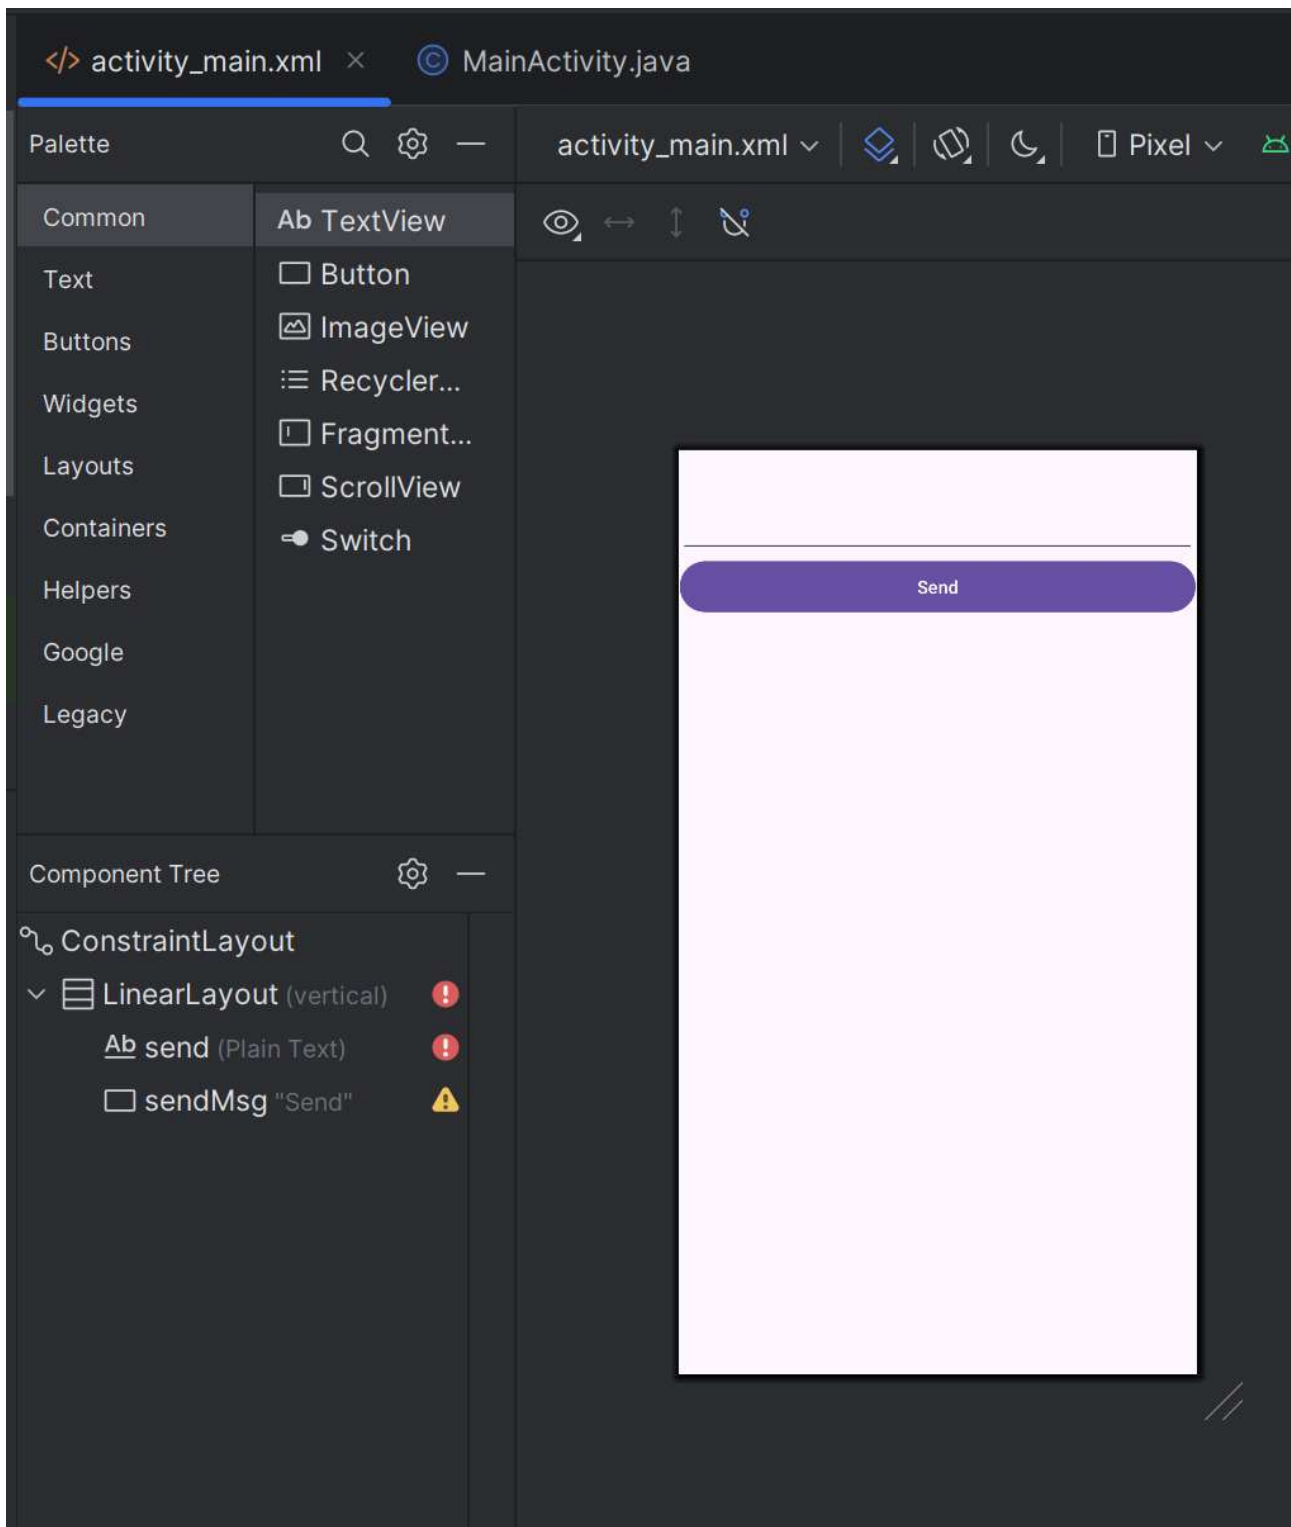 </> activity_main.xml
MainActivity.java
Palette
activity_main.xml
Pixel
Common
Text
Buttons
Widgets
Layouts
Containers
Helpers
Google
Legacy
Ab TextView
Button
ImageView
Recycler...
Fragment...
ScrollView
Switch
Send
Component Tree
ConstraintLayout
LinearLayout (vertical)
Ab send (Plain Text)
sendMsg "Send"